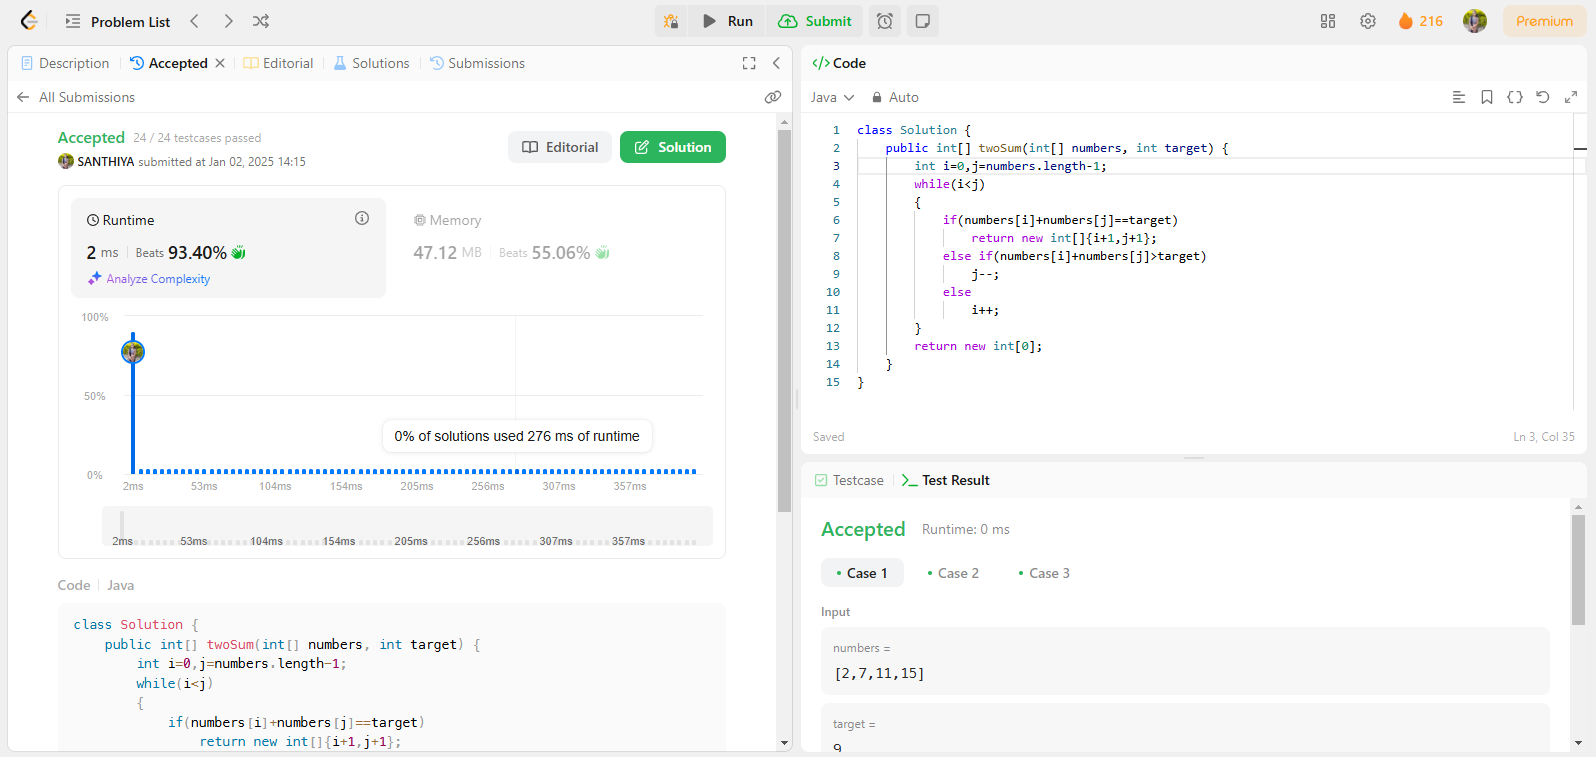 Problem List
Run
Submit
216
Premium
Description
Accepted
Editorial
Solutions
Submissions
All Submissions
Accepted 24 / 24 testcases passed
SANTHIYA submitted at Jan 02, 2025 14:15
Editorial
Solution
Runtime
2 ms Beats 93.40%
Analyze Complexity
Memory
47.12 MB Beats 55.06%
100%
50%
0%
0% of solutions used 276 ms of runtime
2ms 53ms 104ms 154ms 205ms 256ms 307ms 357ms
2ms 53ms 104ms 154ms 205ms 256ms 307ms 357ms
Code Java
class Solution {
public int[] twoSum(int[] numbers, int target) {
int i=0,j=numbers.length-1;
while(i<j)
{
if(numbers[i]+numbers[j]==target)
return new int[]{i+1,j+1};
</> Code
Java
Auto
1 class Solution {
2 public int[] twoSum(int[] numbers, int target) {
3 int i=0,j=numbers.length-1;
4 while(i<j)
5 {
6 if(numbers[i]+numbers[j]==target)
7 return new int[]{i+1,j+1};
8 else if(numbers[i]+numbers[j]>target)
9 j--;
10 else
11 i++;
12 }
13 return new int[0];
14 }
15 }
Saved
Ln 3, Col 35
Testcase
Test Result
Accepted Runtime: 0 ms
Case 1
Case 2
Case 3
Input
numbers =
[2,7,11,15]
target =
9